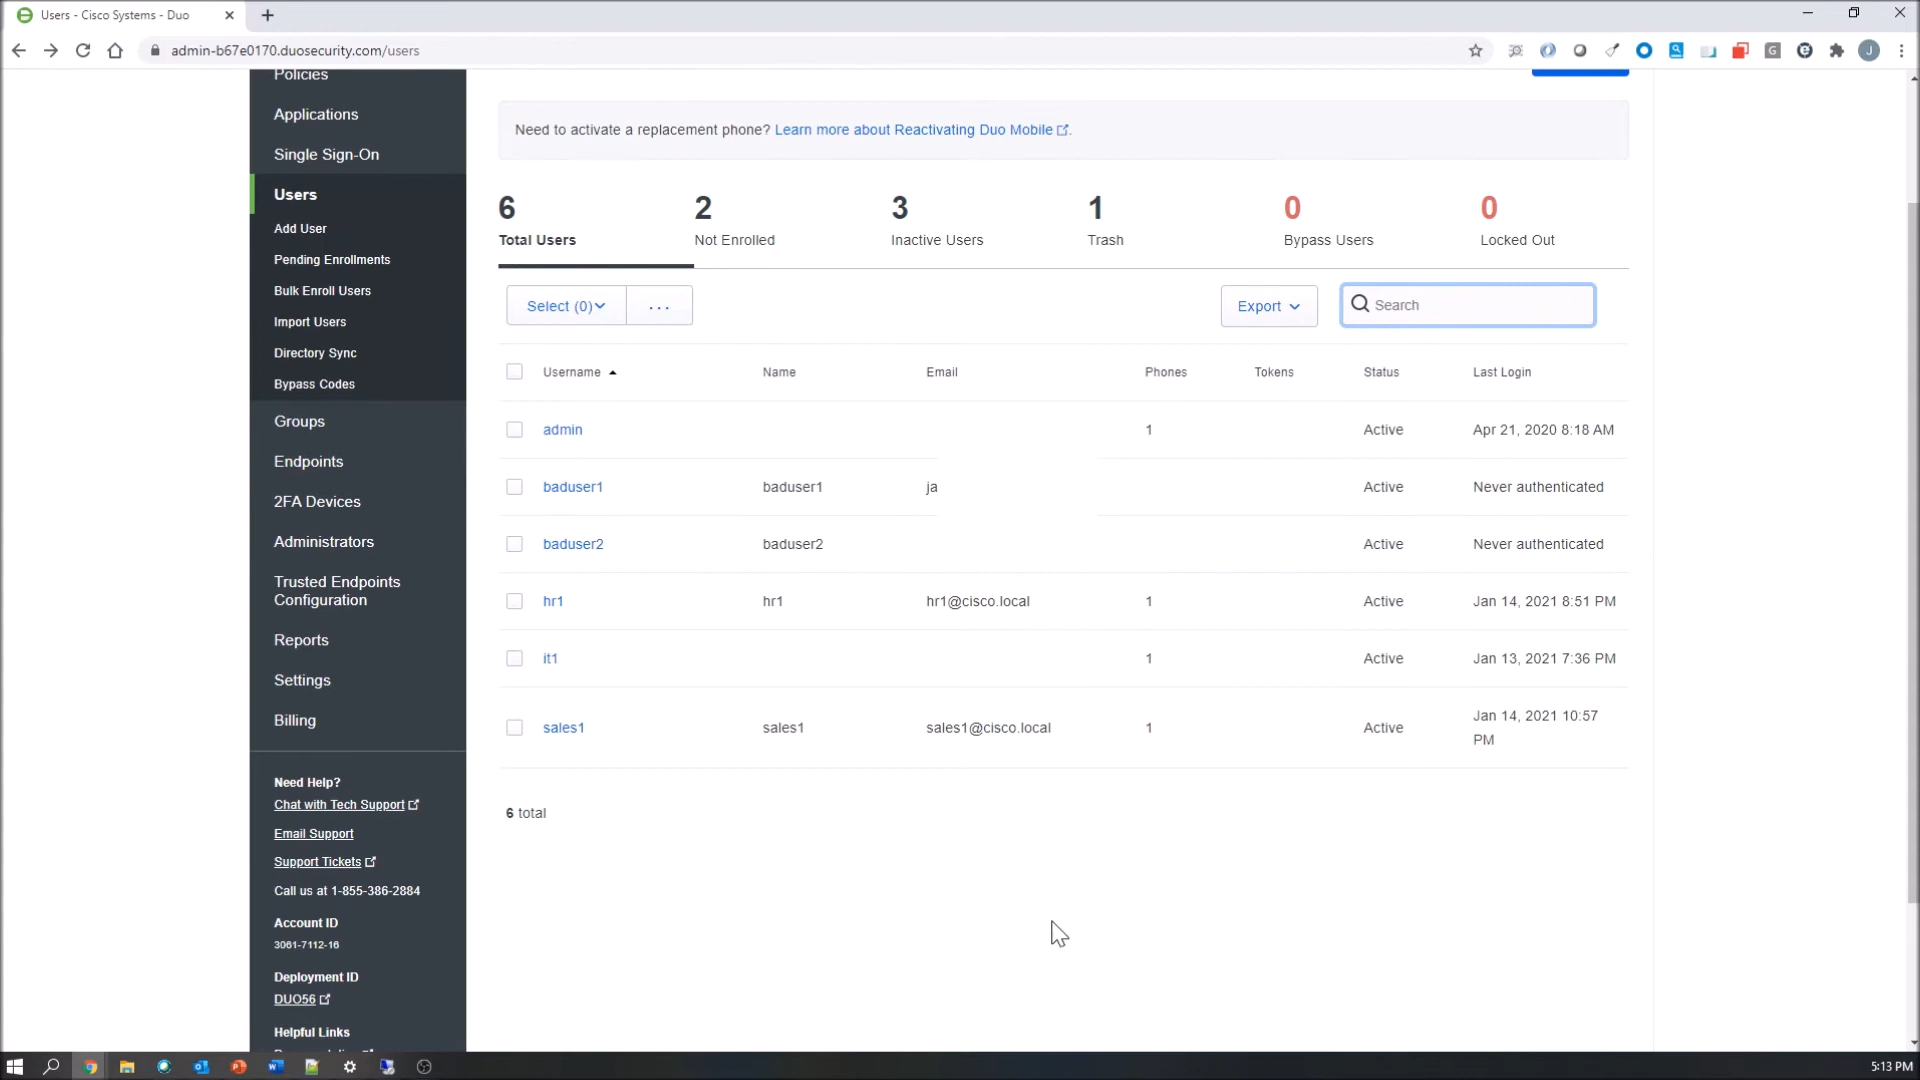 Users - Cisco Systems - Duo
admin-b67e0170.duosecurity.com/users
J
Policies
Applications
Single Sign-On
Users
Add User
Pending Enrollments
Bulk Enroll Users
Import Users
Directory Sync
Bypass Codes
Groups
Endpoints
2FA Devices
Administrators
Trusted Endpoints
Configuration
Reports
Settings
Billing
Need Help?
Chat with Tech Support
Email Support
Support Tickets
Call us at 1-855-386-2884
Account ID
3061-7112-16
Deployment ID
DUO56
Helpful Links
Need to activate a replacement phone? Learn more about Reactivating Duo Mobile.
6 2 3 1 0 0
Total Users Not Enrolled Inactive Users Trash Bypass Users Locked Out
Select (0) ... Export Search
Username Name Email Phones Tokens Status Last Login
admin 1 Active Apr 21, 2020 8:18 AM
baduser1 baduser1 ja Active Never authenticated
baduser2 baduser2 Active Never authenticated
hr1 hr1 hr1@cisco.local 1 Active Jan 14, 2021 8:51 PM
it1 1 Active Jan 13, 2021 7:36 PM
sales1 sales1 sales1@cisco.local 1 Active Jan 14, 2021 10:57
PM
6 total
5:13 PM